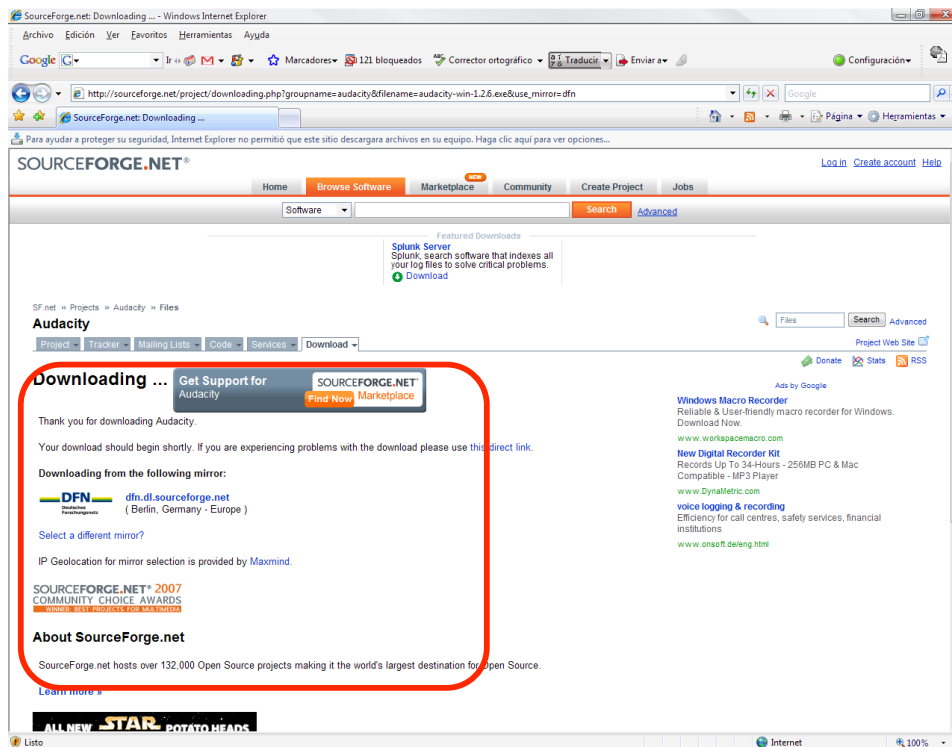 SourceForge.net: Downloading ... - Windows Internet Explorer
Archivo Edición Ver Favoritos Herramientas Ayuda
Google G Ir M Marcadores 121 bloqueados Corrector ortográfico Traducir Enviar a Configuración
http://sourceforge.net/project/downloading.php?groupname=audacity&filename=audacity-win-1.2.6.exe&use_mirror=dfn Google
SourceForge.net: Downloading ... Página Herramientas
Para ayudar a proteger su seguridad, Internet Explorer no permitió que este sitio descargara archivos en su equipo. Haga clic aquí para ver opciones...
SOURCEFORGE.NET® Log in Create account Help
NEW
Home Browse Software Marketplace Community Create Project Jobs
Software Search Advanced
Featured Downloads
Splunk Server
Splunk, search software that indexes all
your log files to solve critical problems.
Download
SF.net » Projects » Audacity » Files
Audacity
Files Search Advanced
Project Tracker Mailing Lists Code Services Download
Project Web Site
Donate Stats RSS
Downloading ...
Get Support for
Audacity
SOURCEFORGE.NET®
Find Now Marketplace
Thank you for downloading Audacity.
Your download should begin shortly. If you are experiencing problems with the download please use this direct link.
Downloading from the following mirror:
DFN
Deutsches
Forschungsnetz
dfn.dl.sourceforge.net
( Berlin, Germany - Europe )
Select a different mirror?
IP Geolocation for mirror selection is provided by Maxmind.
SOURCEFORGE.NET® 2007
COMMUNITY CHOICE AWARDS
WINNER: BEST PROJECTS FOR MULTIMEDIA
About SourceForge.net
SourceForge.net hosts over 132,000 Open Source projects making it the world's largest destination for Open Source.
Learn more »
ALL NEW STAR POTATO HEADS
Ads by Google
Windows Macro Recorder
Reliable & User-friendly macro recorder for Windows.
Download Now.
www.workspacemacro.com
New Digital Recorder Kit
Records Up To 34-Hours - 256MB PC & Mac
Compatible - MP3 Player
www.DynaMetric.com
voice logging & recording
Efficiency for call centres, safety services, financial
institutions
www.onsoft.de/eng.html
Listo Internet 100%